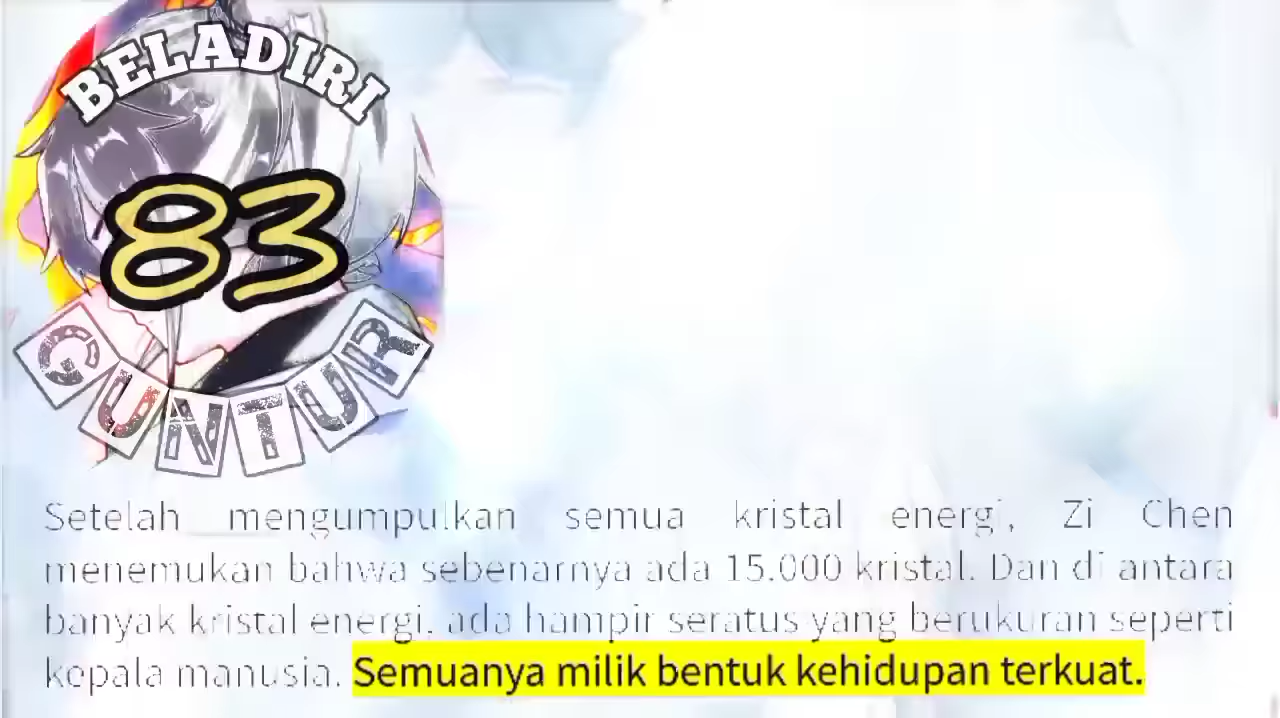 BELADIRI
83
GUNTUR
Setelah mengumpulkan semua kristal energi, Zi Chen
menemukan bahwa sebenarnya ada 15.000 kristal. Dan di antara
banyak kristal energi, ada hampir seratus yang berukuran seperti
kepala manusia. Semuanya milik bentuk kehidupan terkuat.